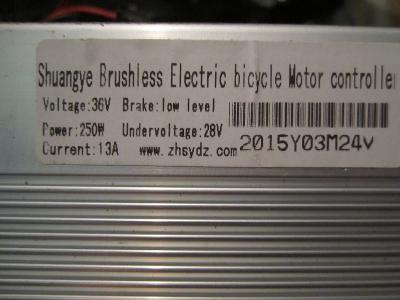 Shuangye Brushless Electric bicycle Motor controller
Voltage:36V Brake:low level
Power:250W Undervoltage:28V
Current:13A www.zhsydz.com 2015Y03M24v